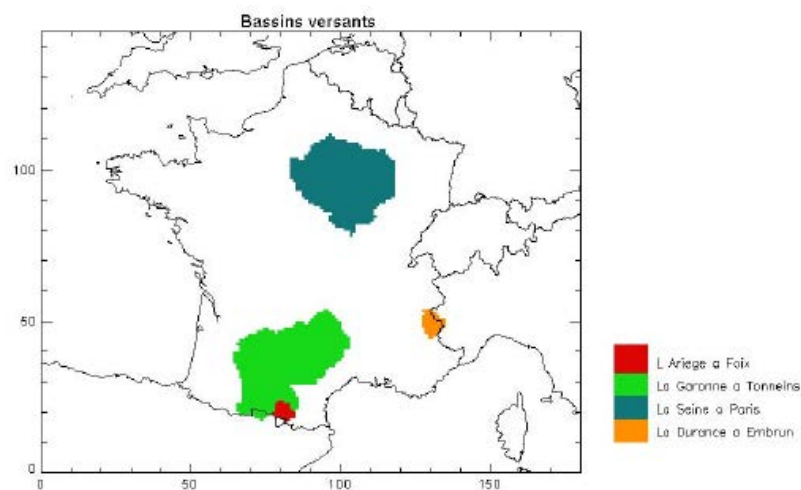 Bassins versants
100
50
0
0
50
100
150
L Ariege a Foix
La Garonne a Tonneins
La Seine a Paris
La Durance a Embrun